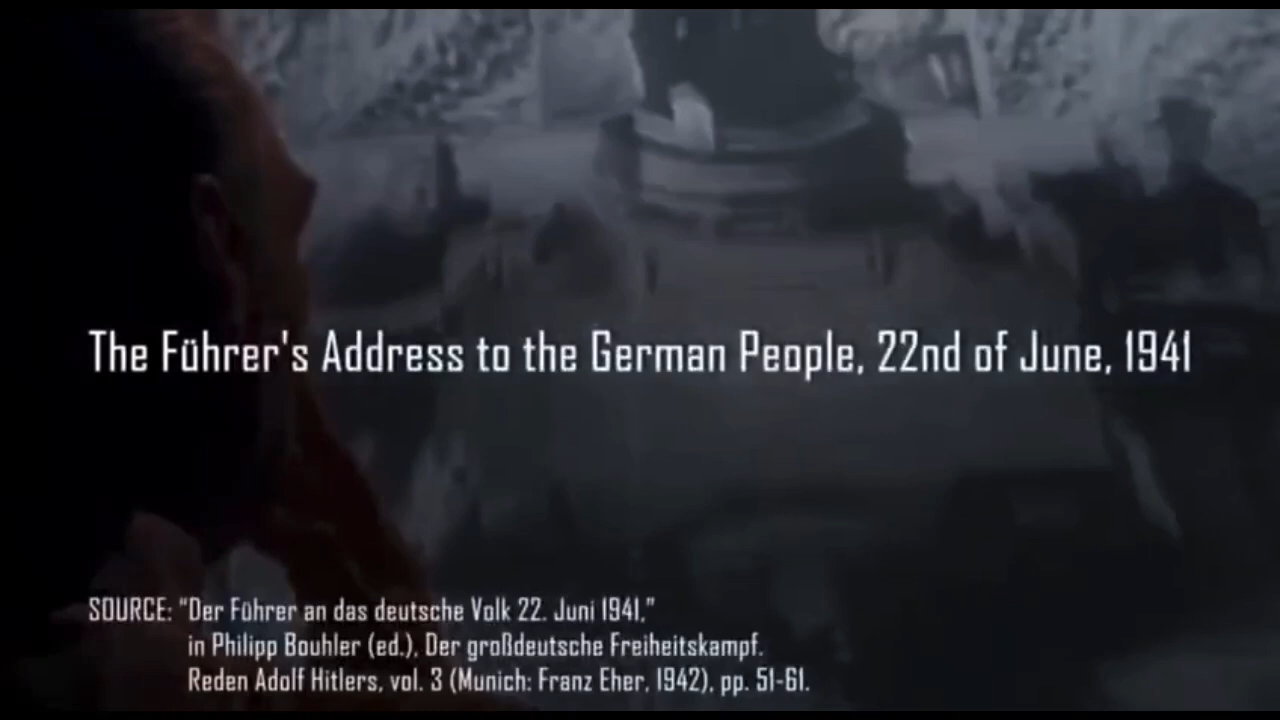 The Führer's Address to the German People, 22nd of June, 1941
SOURCE: "Der Führer an das deutsche Volk 22. Juni 1941,"
in Philipp Bouhler (ed.), Der großdeutsche Freiheitskampf.
Reden Adolf Hitlers, vol. 3 (Munich: Franz Eher, 1942), pp. 51-61.